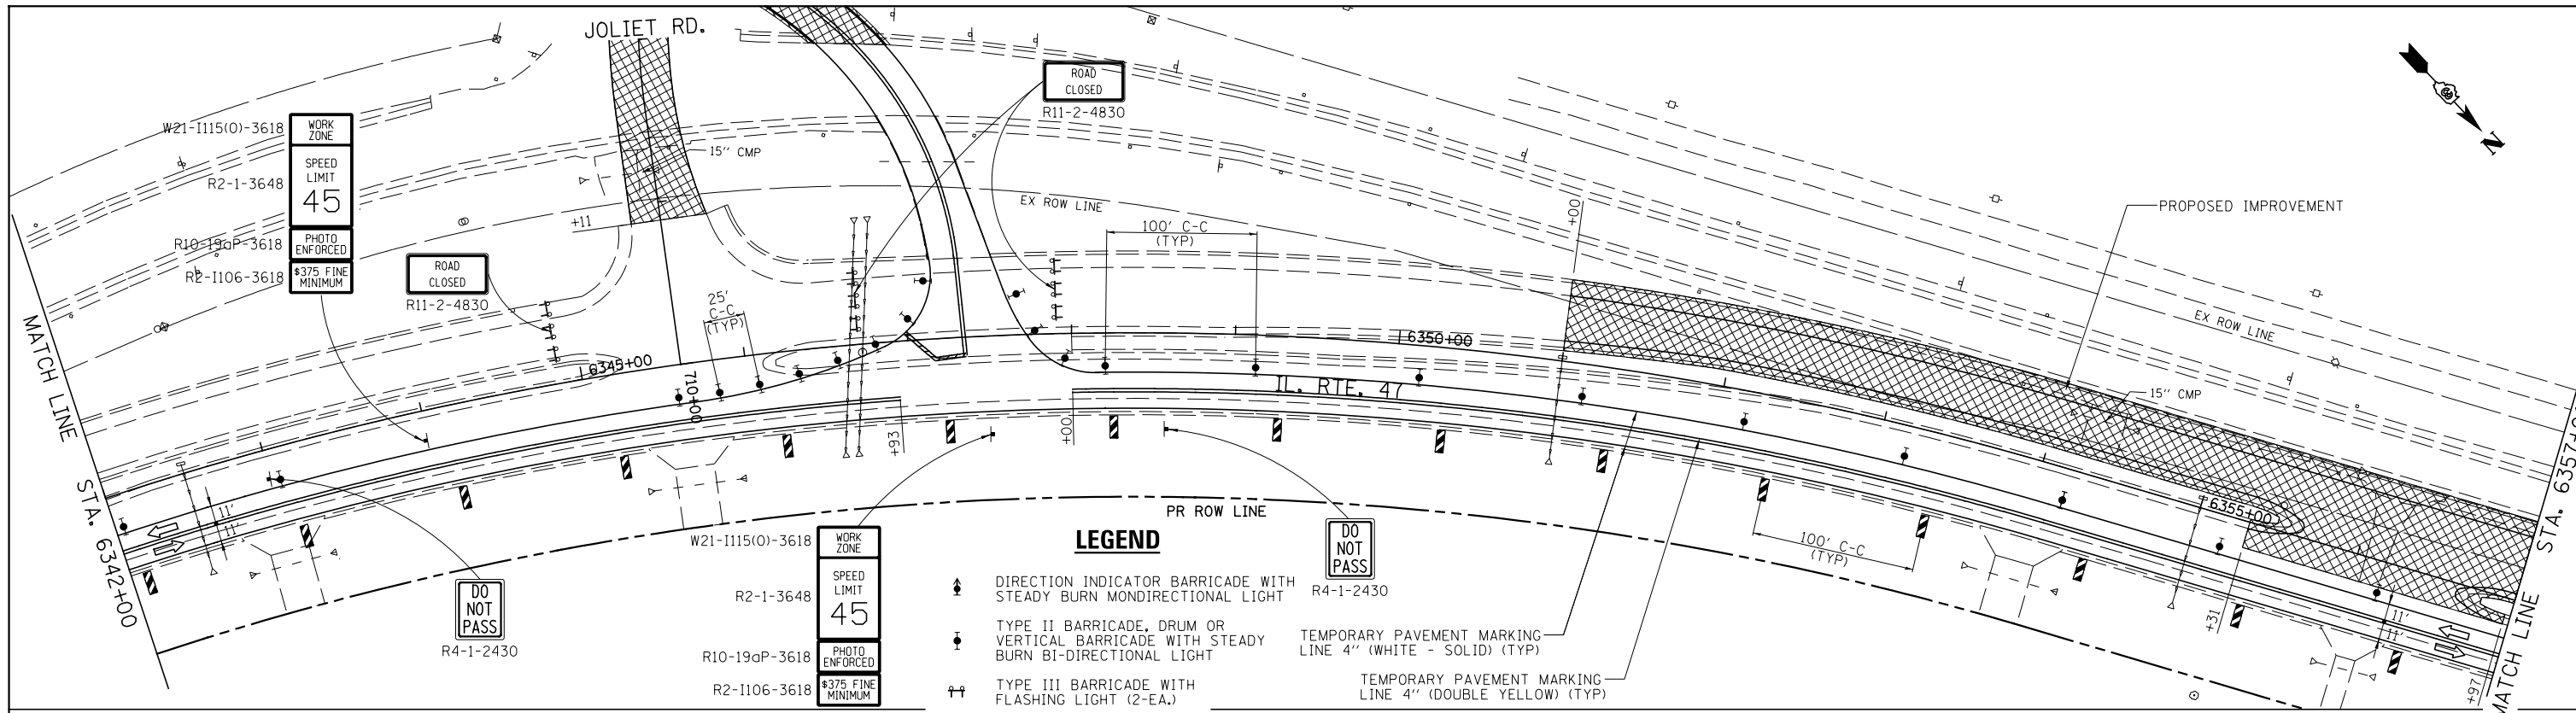 JOLIET RD.
ROAD
CLOSED
R11-2-4830
W21-I115(O)-3618
WORK
ZONE
R2-1-3648
SPEED
LIMIT
45
R10-19aP-3618
PHOTO
ENFORCED
R2-I106-3618
$375 FINE
MINIMUM
15" CMP
+11
EX ROW LINE
100' C-C
(TYP)
+00
PROPOSED IMPROVEMENT
N
ROAD
CLOSED
R11-2-4830
25'
C-C
(TYP)
EX ROW LINE
MATCH LINE STA. 6342+00
6345+00
710+00
6350+00
IL. RTE. 47
15" CMP
+93
+00
6355+00
11'
11'
PR ROW LINE
100' C-C
(TYP)
+31
11'
11'
+97
MATCH LINE STA. 6357+
DO
NOT
PASS
R4-1-2430
W21-I115(O)-3618
WORK
ZONE
R2-1-3648
SPEED
LIMIT
45
R10-19aP-3618
PHOTO
ENFORCED
R2-I106-3618
$375 FINE
MINIMUM
LEGEND
DIRECTION INDICATOR BARRICADE WITH
STEADY BURN MONDIRECTIONAL LIGHT
TYPE II BARRICADE, DRUM OR
VERTICAL BARRICADE WITH STEADY
BURN BI-DIRECTIONAL LIGHT
TYPE III BARRICADE WITH
FLASHING LIGHT (2-EA.)
DO
NOT
PASS
R4-1-2430
TEMPORARY PAVEMENT MARKING
LINE 4" (WHITE - SOLID) (TYP)
TEMPORARY PAVEMENT MARKING
LINE 4" (DOUBLE YELLOW) (TYP)